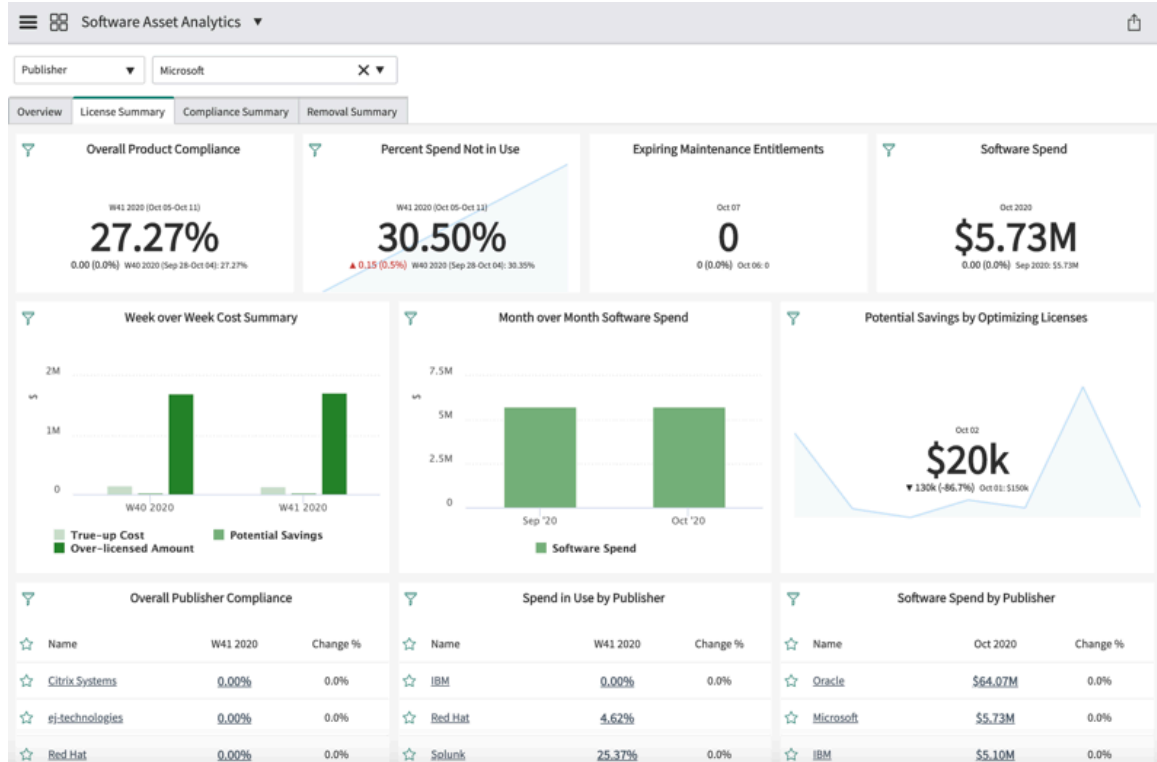 Software Asset Analytics ▼
Publisher ▼ Microsoft X ▼
Overview License Summary Compliance Summary Removal Summary
Overall Product Compliance
W41 2020 (Oct 05-Oct 11)
27.27%
0.00 (0.0%) W40 2020 (Sep 28-Oct 04): 27.27%
Percent Spend Not in Use
W41 2020 (Oct 05-Oct 11)
30.50%
▲ 0.15 (0.5%) W40 2020 (Sep 28-Oct 04): 30.35%
Expiring Maintenance Entitlements
Oct 07
0
0 (0.0%) Oct 06: 0
Software Spend
Oct 2020
$5.73M
0.00 (0.0%) Sep 2020: $5.73M
Week over Week Cost Summary
2M
$
1M
0
W40 2020 W41 2020
True-up Cost Potential Savings
Over-licensed Amount
Month over Month Software Spend
7.5M
$
5M
2.5M
0
Sep '20 Oct '20
Software Spend
Potential Savings by Optimizing Licenses
Oct 02
$20k
▼ 130k (-86.7%) Oct 01: $150k
Overall Publisher Compliance
Name W41 2020 Change %
Citrix Systems 0.00% 0.0%
ej-technologies 0.00% 0.0%
Red Hat 0.00% 0.0%
Spend in Use by Publisher
Name W41 2020 Change %
IBM 0.00% 0.0%
Red Hat 4.62%
Splunk 25.37% 0.0%
Software Spend by Publisher
Name Oct 2020 Change %
Oracle $64.07M 0.0%
Microsoft $5.73M 0.0%
IBM $5.10M 0.0%